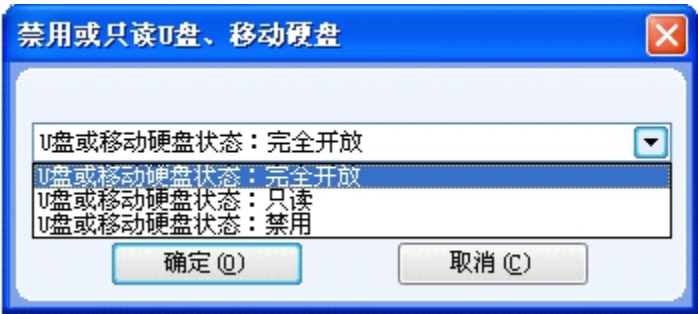 禁用或只读U盘、移动硬盘
U盘或移动硬盘状态：完全开放
U盘或移动硬盘状态：完全开放
U盘或移动硬盘状态：只读
U盘或移动硬盘状态：禁用
确定(O) 取消(C)